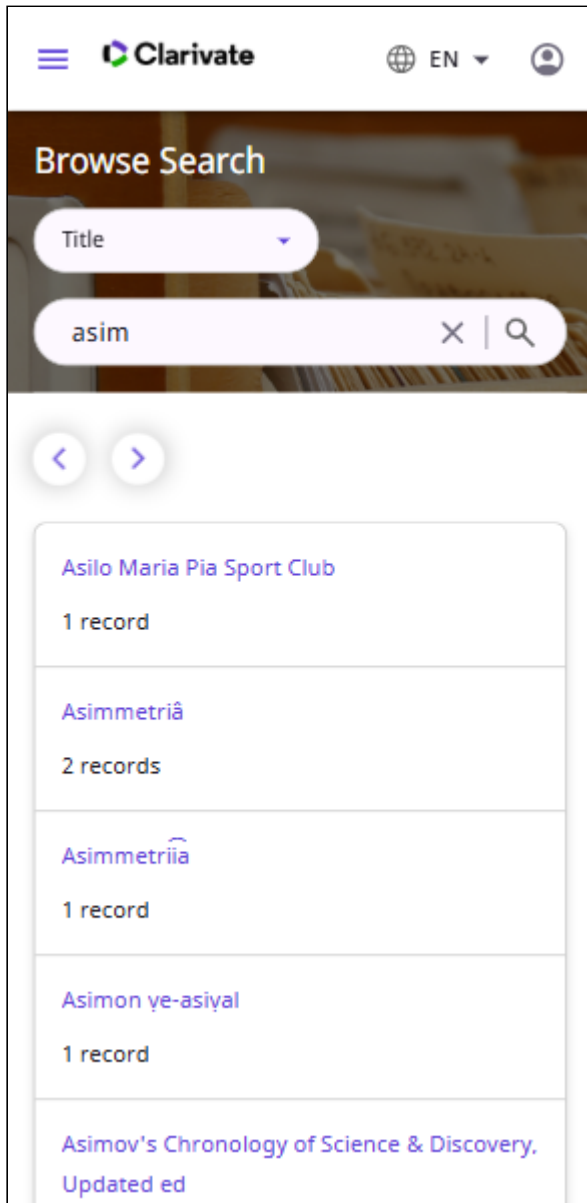 Clarivate
EN
Browse Search
Title
asim
Asilo Maria Pia Sport Club
1 record
Asimmetriâ
2 records
Asimmetrii͡a
1 record
Asimon ṿe-asiṿal
1 record
Asimov's Chronology of Science & Discovery,
Updated ed